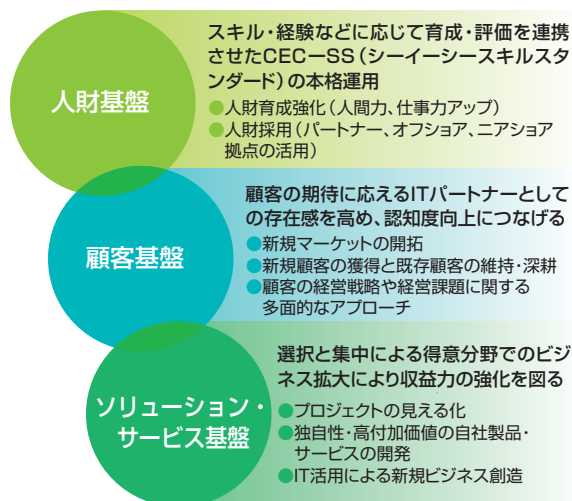 人財基盤
スキル・経験などに応じて育成・評価を連携
させたCEC−SS（シーイーシースキルスタ
ンダード）の本格運用
●人財育成強化（人間力、仕事力アップ）
●人財採用（パートナー、オフショア、ニアショア
拠点の活用）
顧客基盤
顧客の期待に応えるITパートナーとして
の存在感を高め、認知度向上につなげる
●新規マーケットの開拓
●新規顧客の獲得と既存顧客の維持・深耕
●顧客の経営戦略や経営課題に関する
多面的なアプローチ
ソリューション・
サービス基盤
選択と集中による得意分野でのビジ
ネス拡大により収益力の強化を図る
●プロジェクトの見える化
●独自性・高付加価値の自社製品・
サービスの開発
●IT活用による新規ビジネス創造